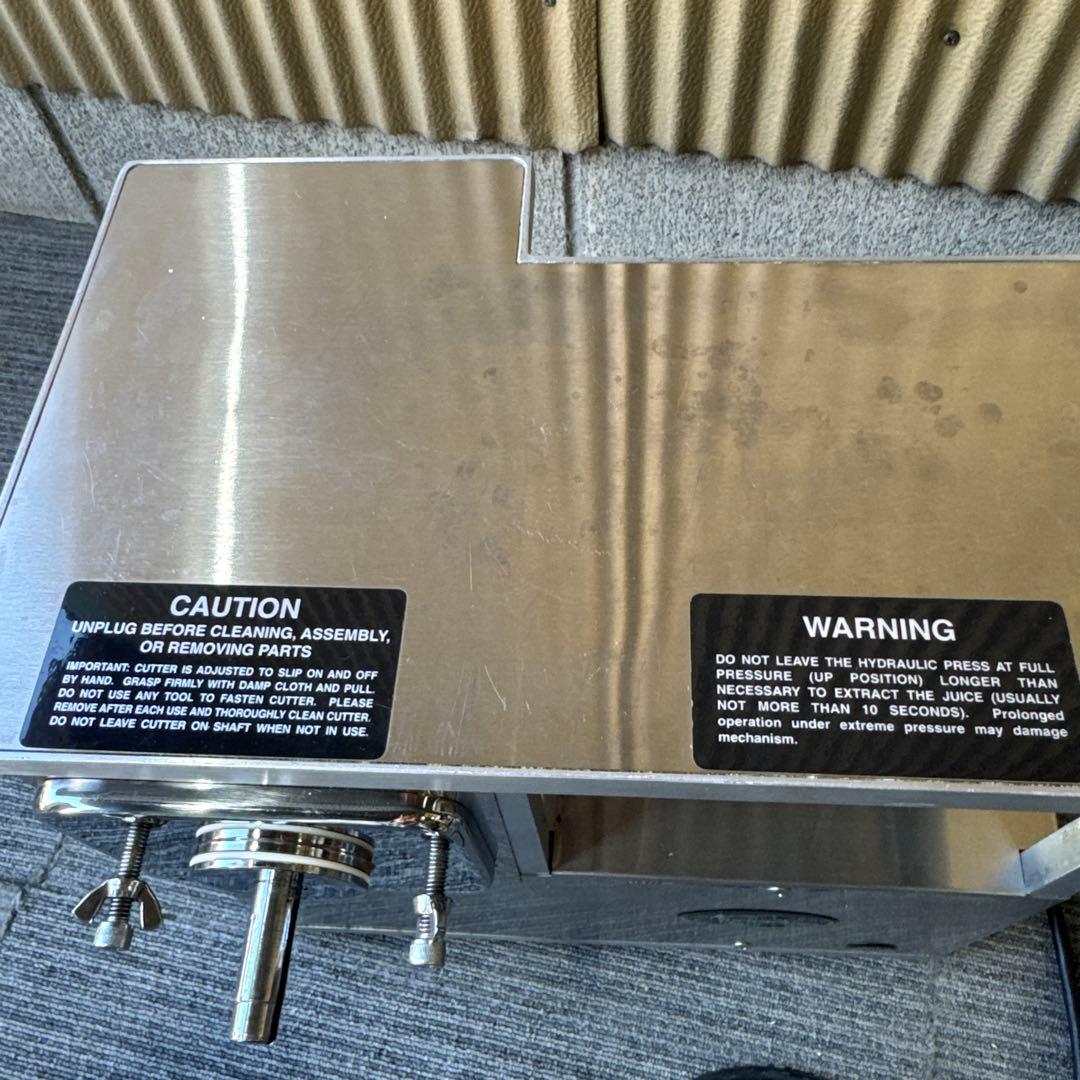 CAUTION
UNPLUG BEFORE CLEANING, ASSEMBLY,
OR REMOVING PARTS
IMPORTANT: CUTTER IS ADJUSTED TO SLIP ON AND OFF
BY HAND. GRASP FIRMLY WITH DAMP CLOTH AND PULL.
DO NOT USE ANY TOOL TO FASTEN CUTTER. PLEASE
REMOVE AFTER EACH USE AND THOROUGHLY CLEAN CUTTER.
DO NOT LEAVE CUTTER ON SHAFT WHEN NOT IN USE.
WARNING
DO NOT LEAVE THE HYDRAULIC PRESS AT FULL
PRESSURE (UP POSITION) LONGER THAN
NECESSARY TO EXTRACT THE JUICE (USUALLY
NOT MORE THAN 10 SECONDS). Prolonged
operation under extreme pressure may damage
mechanism.